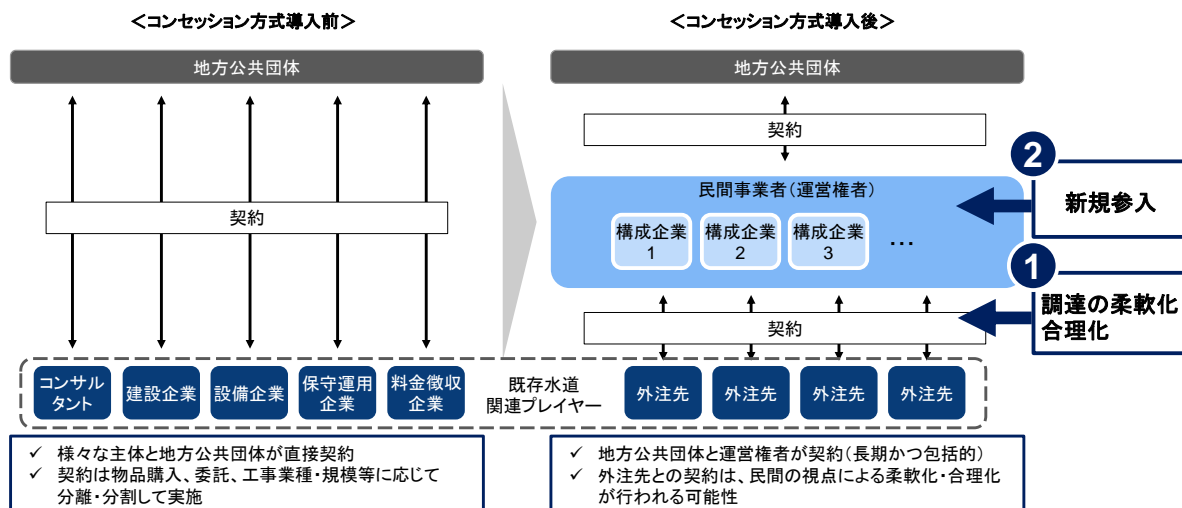 ＜コンセッション方式導入前＞
地方公共団体
契約
コンサル
タント
建設企業
設備企業
保守運用
企業
料金徴収
企業
既存水道
関連プレイヤー
✓ 様々な主体と地方公共団体が直接契約
✓ 契約は物品購入、委託、工事業種・規模等に応じて
分離・分割して実施
＜コンセッション方式導入後＞
地方公共団体
契約
民間事業者（運営権者）
構成企業
1
構成企業
2
構成企業
3
…
2
新規参入
1
調達の柔軟化
合理化
契約
外注先
外注先
外注先
外注先
✓ 地方公共団体と運営権者が契約（長期かつ包括的）
✓ 外注先との契約は、民間の視点による柔軟化・合理化
が行われる可能性